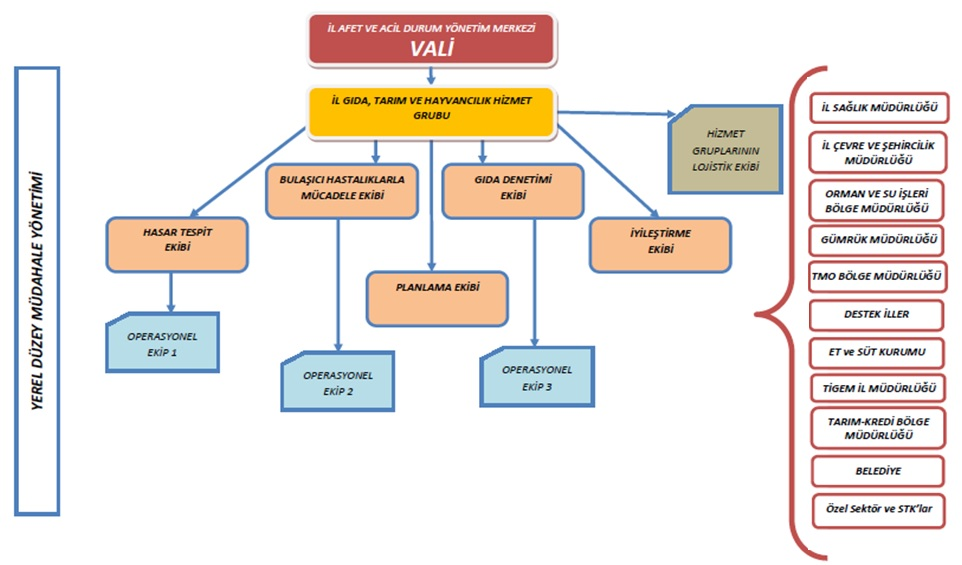 İL AFET VE ACİL DURUM YÖNETİM MERKEZİ
VALİ
YEREL DÜZEY MÜDAHALE YÖNETİMİ
İL GIDA, TARIM VE HAYVANCILIK HİZMET
GRUBU
HİZMET
GRUPLARININ
LOJİSTİK EKİBİ
BULAŞICI HASTALIKLARLA
MÜCADELE EKİBİ
GIDA DENETİMİ
EKİBİ
HASAR TESPİT
EKİBİ
İYİLEŞTİRME
EKİBİ
PLANLAMA EKİBİ
OPERASYONEL
EKİP 1
OPERASYONEL
EKİP 2
OPERASYONEL
EKİP 3
İL SAĞLIK MÜDÜRLÜĞÜ
İL ÇEVRE VE ŞEHİRCİLİK
MÜDÜRLÜĞÜ
ORMAN VE SU İŞLERİ
BÖLGE MÜDÜRLÜĞÜ
GÜMRÜK MÜDÜRLÜĞÜ
TMO BÖLGE MÜDÜRLÜĞÜ
DESTEK İLLER
ET ve SÜT KURUMU
TİGEM İL MÜDÜRLÜĞÜ
TARIM-KREDİ BÖLGE
MÜDÜRLÜĞÜ
BELEDİYE
Özel Sektör ve STK'lar